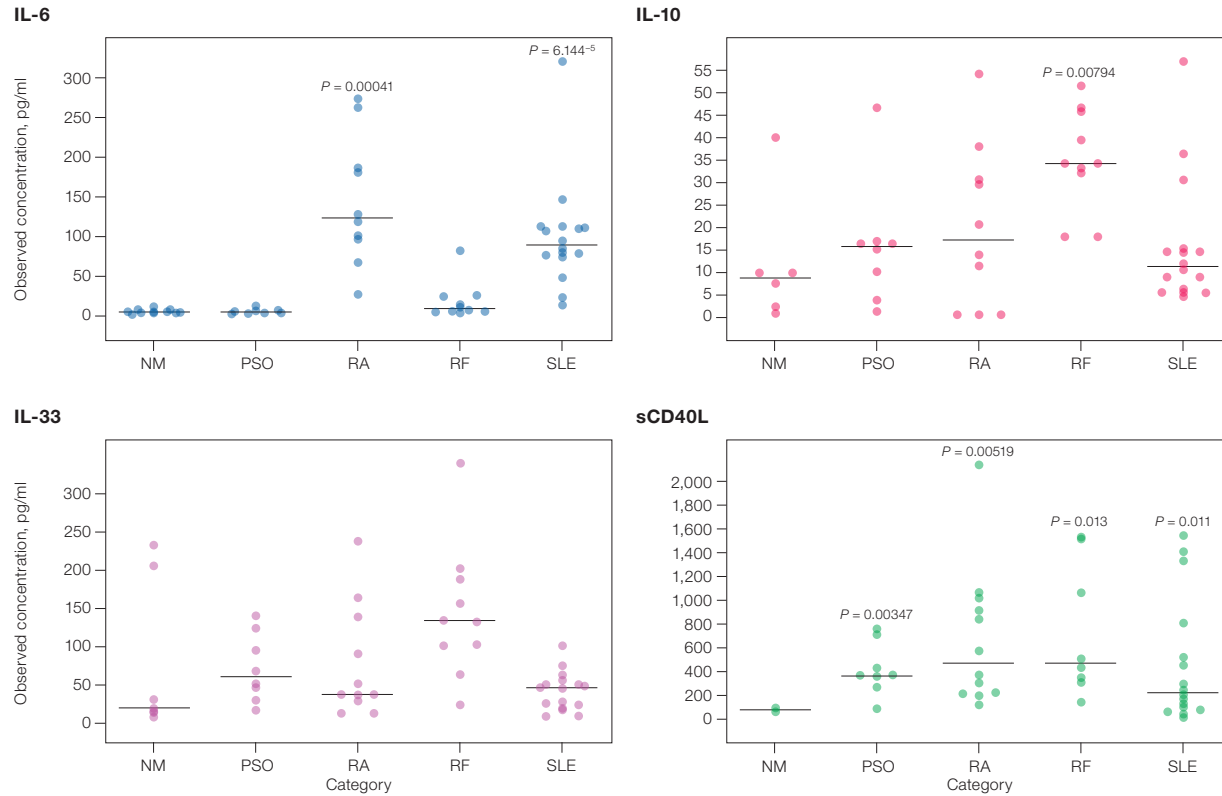 IL-6
Observed concentration, pg/ml
300
250
200
150
100
50
0
P = 0.00041
P = 6.144⁻⁵
NM PSO RA RF SLE
IL-10
55
50
45
40
35
30
25
20
15
10
5
0
P = 0.00794
NM PSO RA RF SLE
IL-33
Observed concentration, pg/ml
300
250
200
150
100
50
0
NM PSO RA RF SLE
Category
sCD40L
2,000
1,800
1,600
1,400
1,200
1,000
800
600
400
200
0
P = 0.00347
P = 0.00519
P = 0.013
P = 0.011
NM PSO RA RF SLE
Category